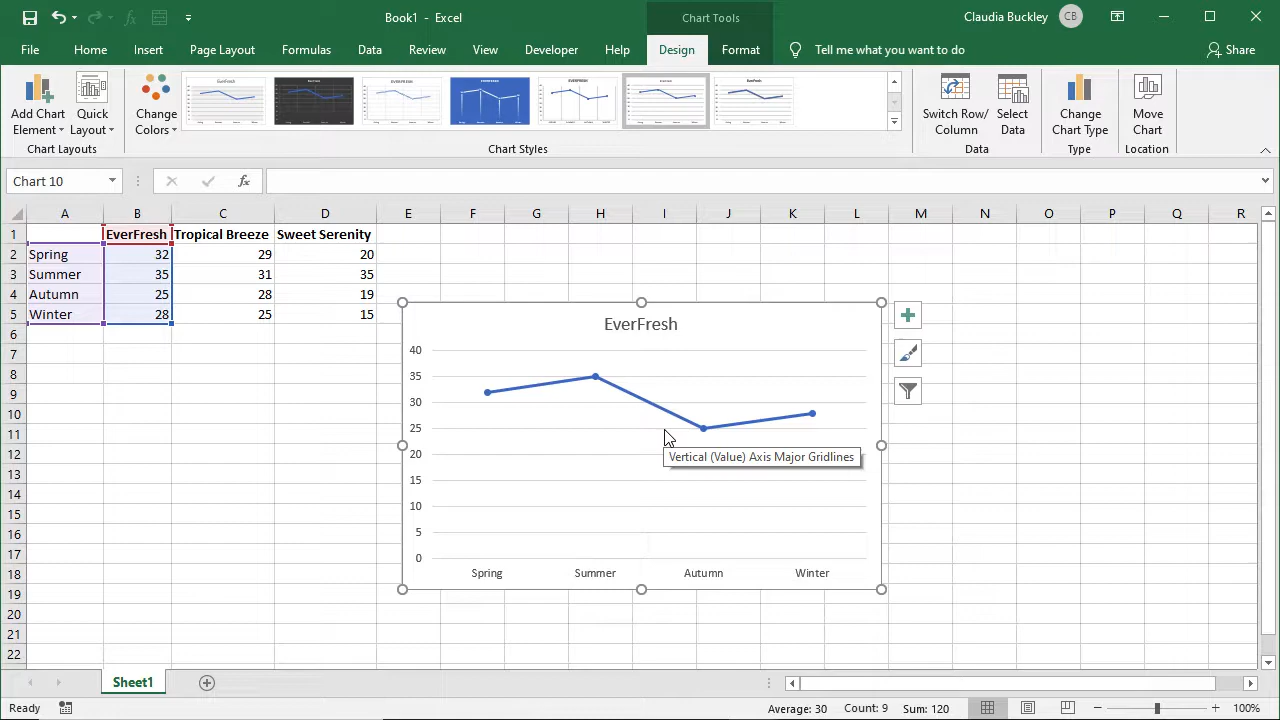 Book1 - Excel
Chart Tools
Claudia Buckley CB
File Home Insert Page Layout Formulas Data Review View Developer Help Design Format Tell me what you want to do Share
Add Chart Element
Quick Layout
Change Colors
Switch Row/ Column
Select Data
Change Chart Type
Move Chart
Chart Layouts Chart Styles Data Type Location
Chart 10 fx
A B C D E F G H I J K L M N O P Q R
1 EverFresh Tropical Breeze Sweet Serenity
2 Spring 32 29 20
3 Summer 35 31 35
4 Autumn 25 28 19
5 Winter 28 25 15
6
7
8
9
10
11
12
13
14
15
16
17
18
19
20
21
22
EverFresh
40
35
30
25
20
15
10
5
0
Vertical (Value) Axis Major Gridlines
Spring Summer Autumn Winter
Sheet1
Ready Average: 30 Count: 9 Sum: 120 100%